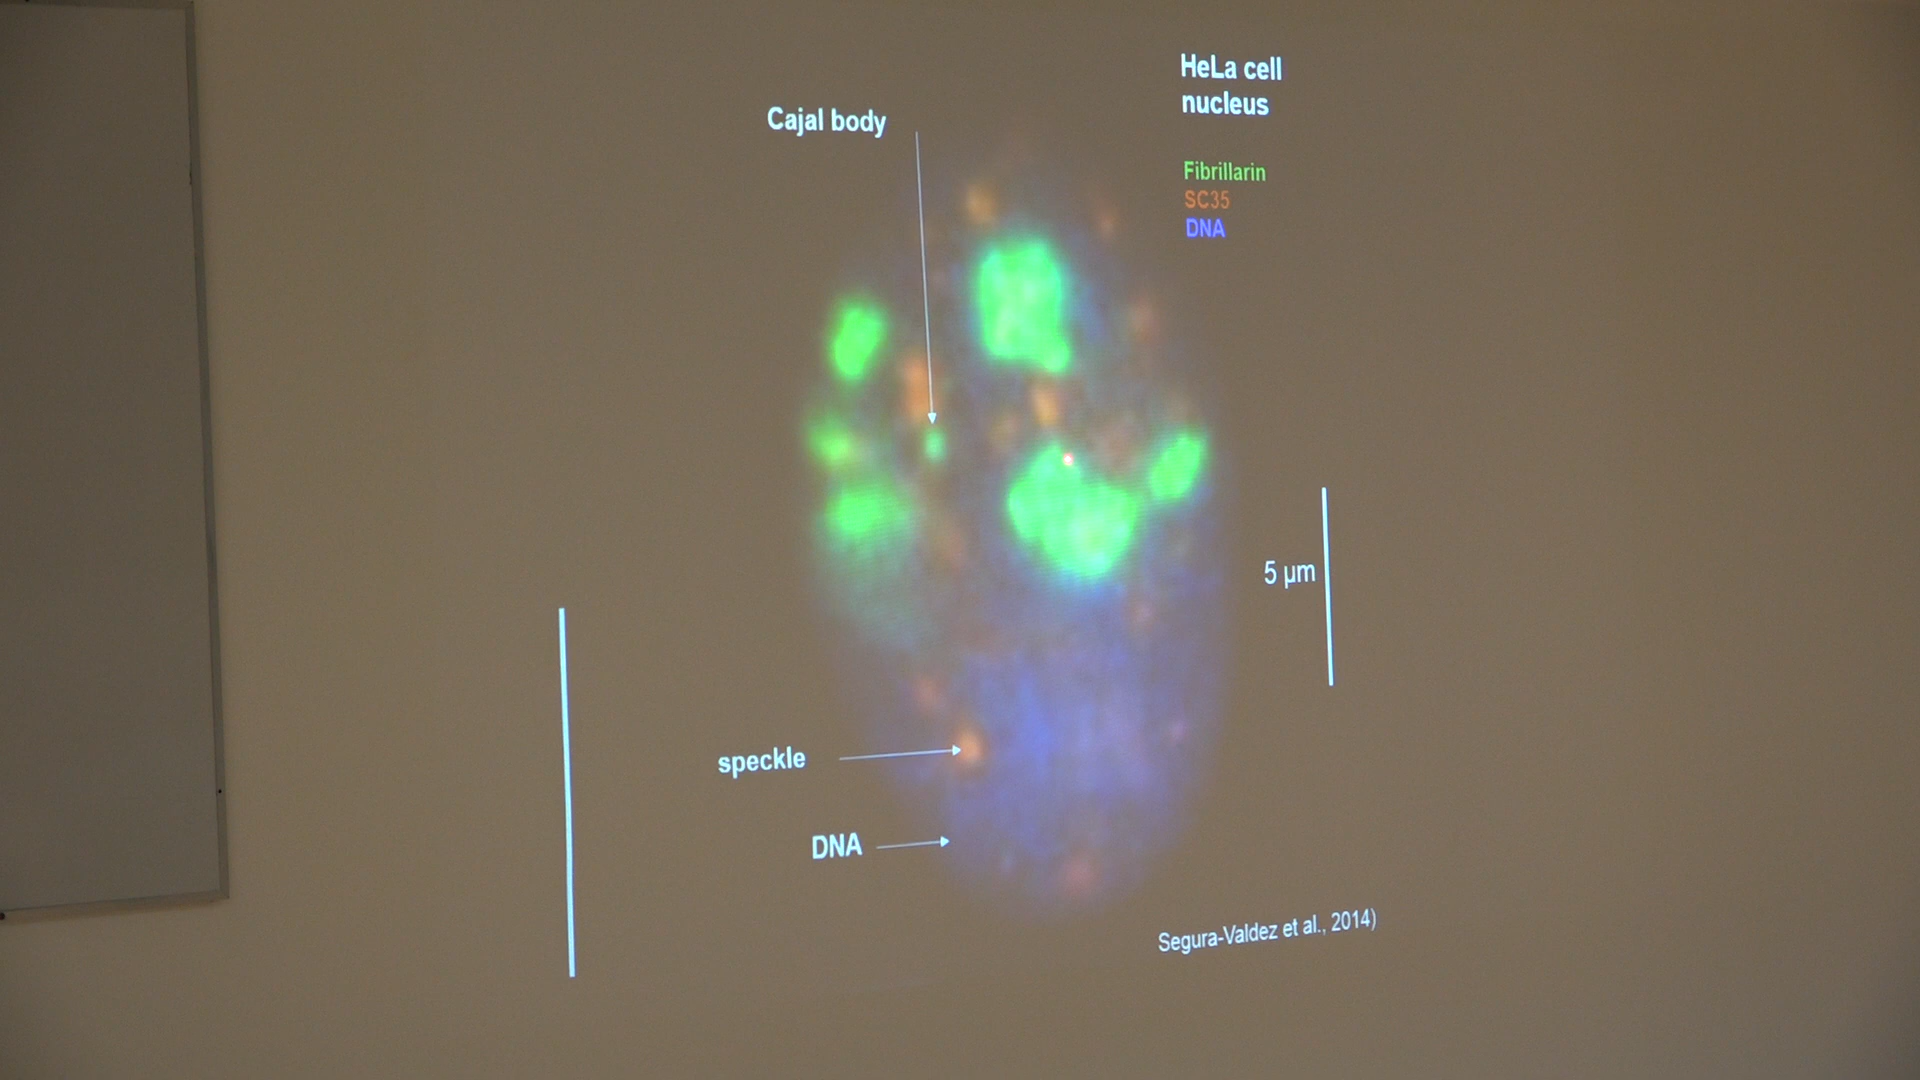 HeLa cell
nucleus
Cajal body
Fibrillarin
SC35
DNA
5 µm
speckle
DNA
Segura-Valdez et al., 2014)